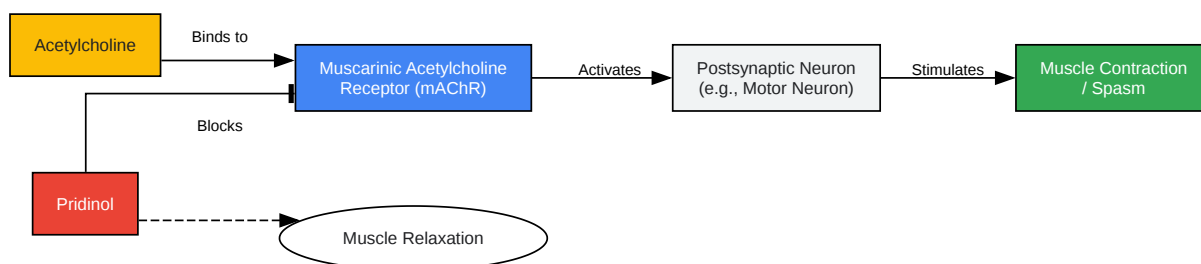 Acetylcholine
Binds to
Muscarinic Acetylcholine
Receptor (mAChR)
Activates
Postsynaptic Neuron
(e.g., Motor Neuron)
Stimulates
Muscle Contraction
/ Spasm
Blocks
Pridinol
Muscle Relaxation